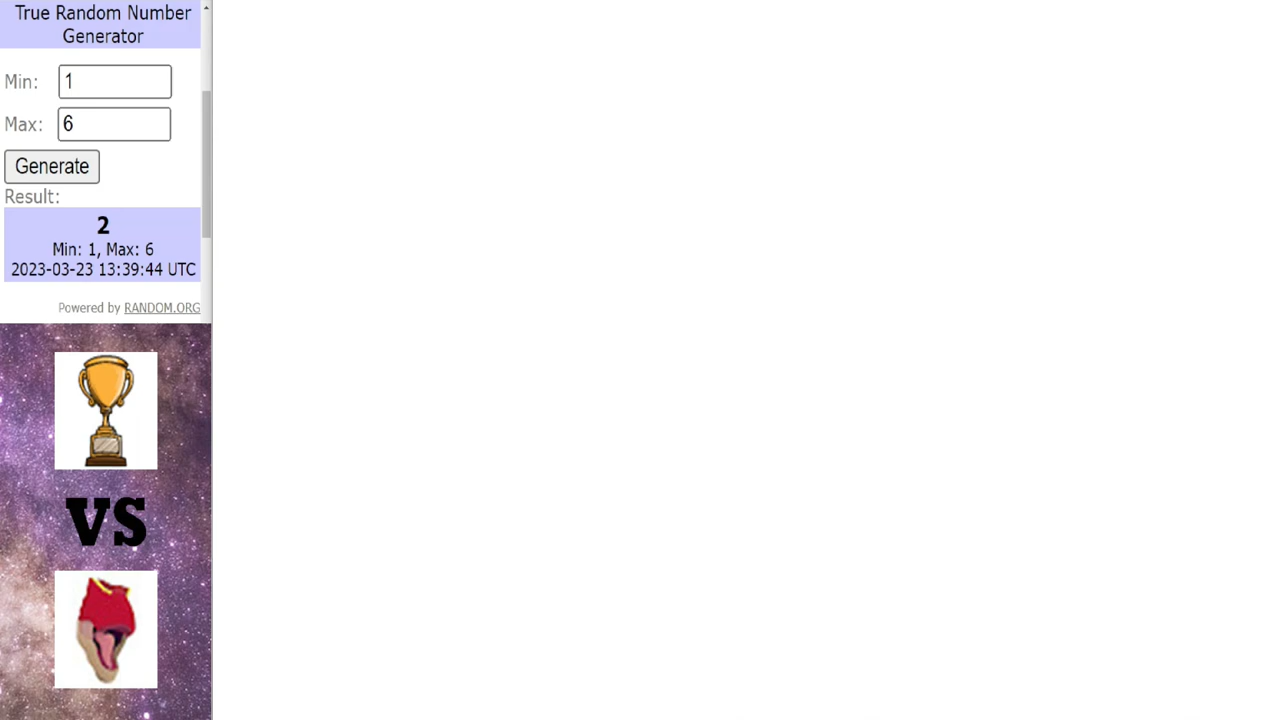 True Random Number
Generator
Min: 1
Max: 6
Generate
Result:
2
Min: 1, Max: 6
2023-03-23 13:39:44 UTC
Powered by RANDOM.ORG
VS